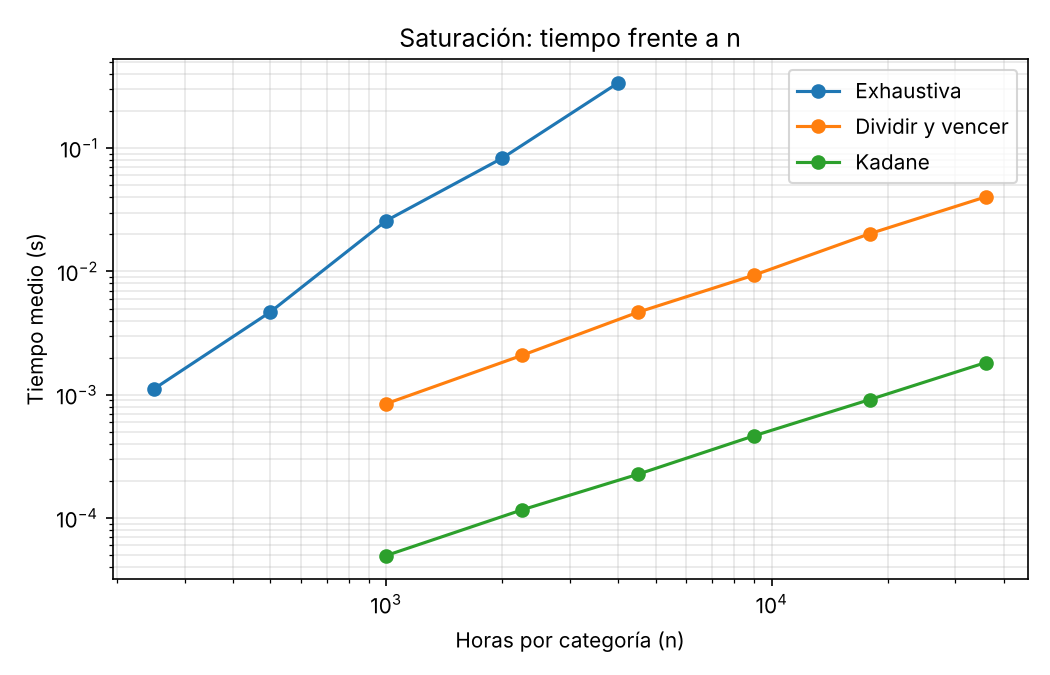 Saturación: tiempo frente a n
Exhaustiva
Dividir y vencer
Kadane
Tiempo medio (s)
10⁻¹
10⁻²
10⁻³
10⁻⁴
10³
10⁴
Horas por categoría (n)